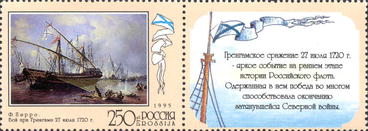 Ф. Перро.
Бой при Гренгаме 27 июля 1720 г.
1995
250 РОССИЯ
ROSSIJA
Гренгамское сражение 27 июля 1720 г.
- яркое событие на раннем этапе
истории Российского флота.
Одержанная в нем победа во многом
способствовала окончанию
затянувшейся Северной войны.